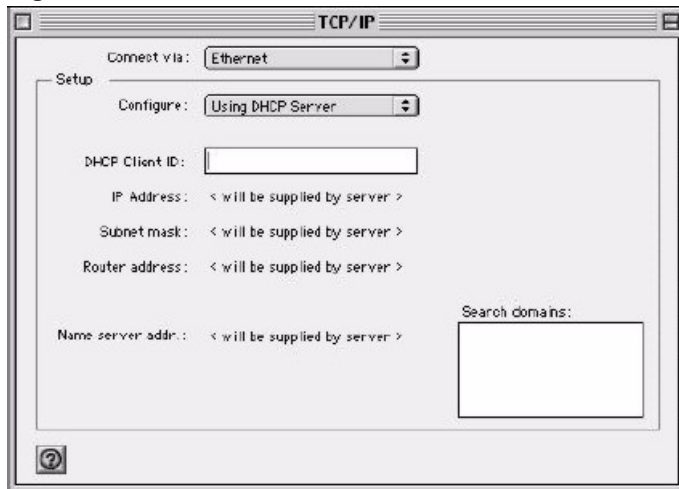 TCP/IP
Connect via: Ethernet
Setup
Configure: Using DHCP Server
DHCP Client ID:
IP Address: < will be supplied by server >
Subnet mask: < will be supplied by server >
Router address: < will be supplied by server >
Search domains:
Name server addr.: < will be supplied by server >
?